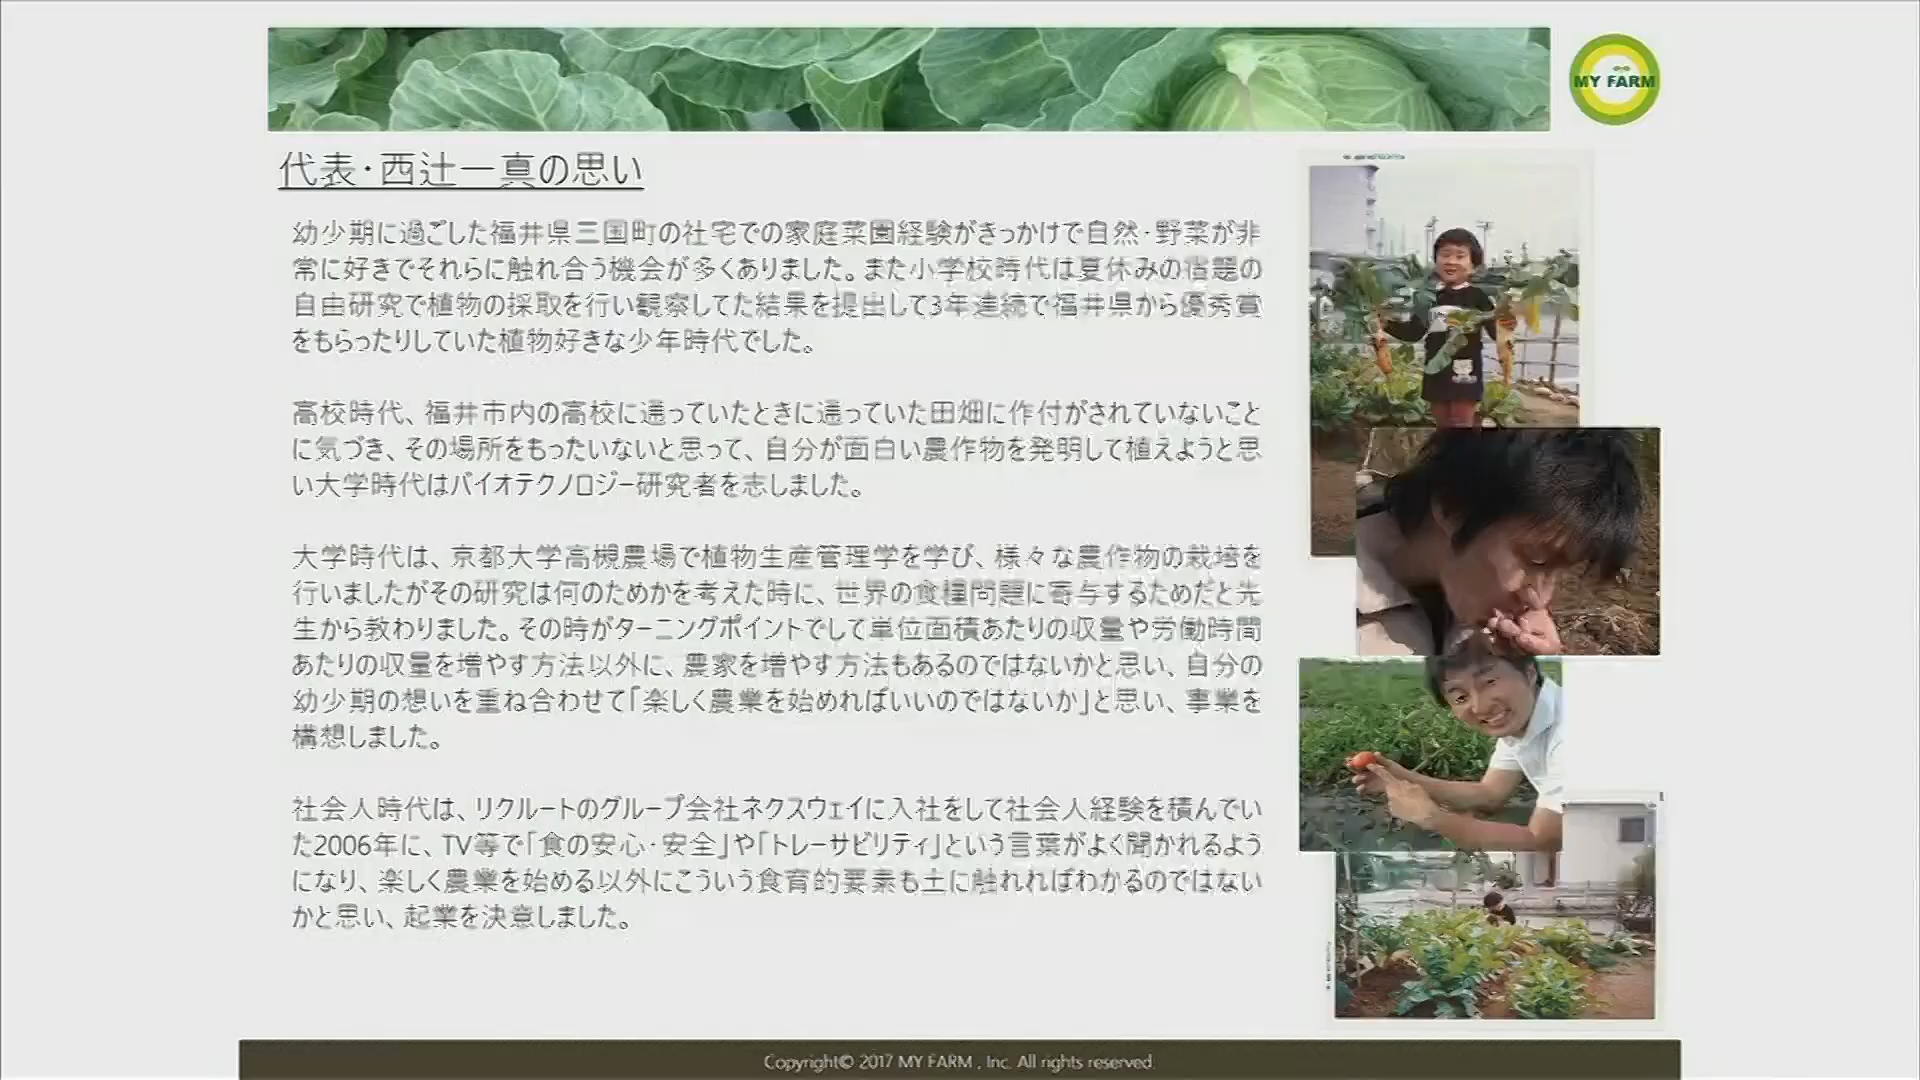 MY FARM
代表・西辻一真の思い
幼少期に過ごした福井県三国町の社宅での家庭菜園経験がきっかけで自然・野菜が非
常に好きでそれらに触れ合う機会が多くありました。また小学校時代は夏休みの宿題の
自由研究で植物の採取を行い観察してた結果を提出して3年連続で福井県から優秀賞
をもらったりしていた植物好きな少年時代でした。
高校時代、福井市内の高校に通っていたときに通っていた田畑に作付がされていないこと
に気づき、その場所をもったいないと思って、自分が面白い農作物を発明して植えようと思
い大学時代はバイオテクノロジー研究者を志しました。
大学時代は、京都大学高槻農場で植物生産管理学を学び、様々な農作物の栽培を
行いましたがその研究は何のためかを考えた時に、世界の食糧問題に寄与するためだと先
生から教わりました。その時がターニングポイントでして単位面積あたりの収量や労働時間
あたりの収量を増やす方法以外に、農家を増やす方法もあるのではないかと思い、自分の
幼少期の想いを重ね合わせて「楽しく農業を始めればいいのではないか」と思い、事業を
構想しました。
社会人時代は、リクルートのグループ会社ネクスウェイに入社をして社会人経験を積んでい
た2006年に、TV等で「食の安心・安全」や「トレーサビリティ」という言葉がよく聞かれるよう
になり、楽しく農業を始める以外にこういう食育的要素も土に触れればわかるのではない
かと思い、起業を決意しました。
Copyright© 2017 MY FARM , Inc. All rights reserved.